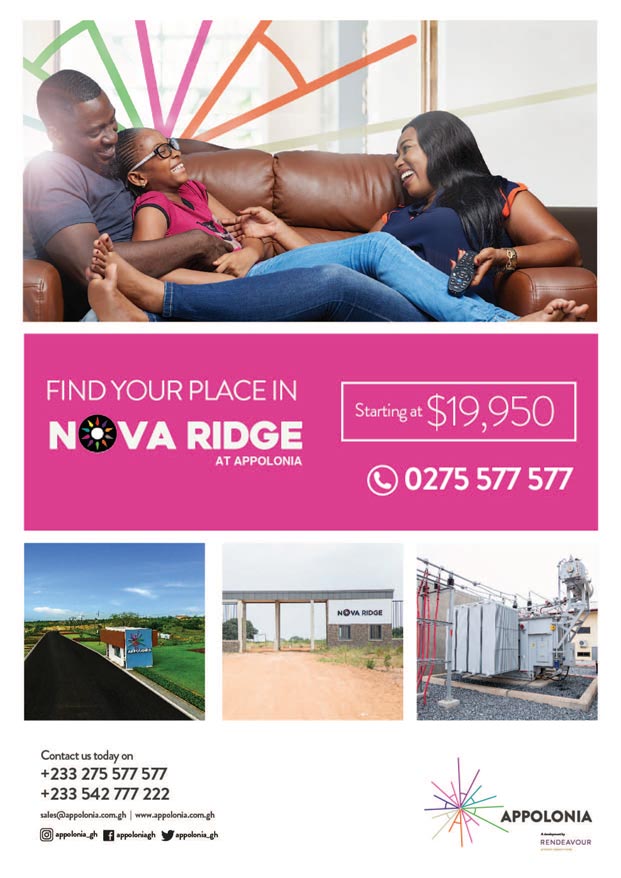 FIND YOUR PLACE IN
NOVA RIDGE
AT APPOLONIA
Starting at $19,950
0275 577 577
APPOLONIA
NOVA RIDGE
Contact us today on
+233 275 577 577
+233 542 777 222
sales@appolonia.com.gh | www.appolonia.com.gh
appolonia_gh appoloniagh appolonia_gh
APPOLONIA
A development by
RENDEAVOUR